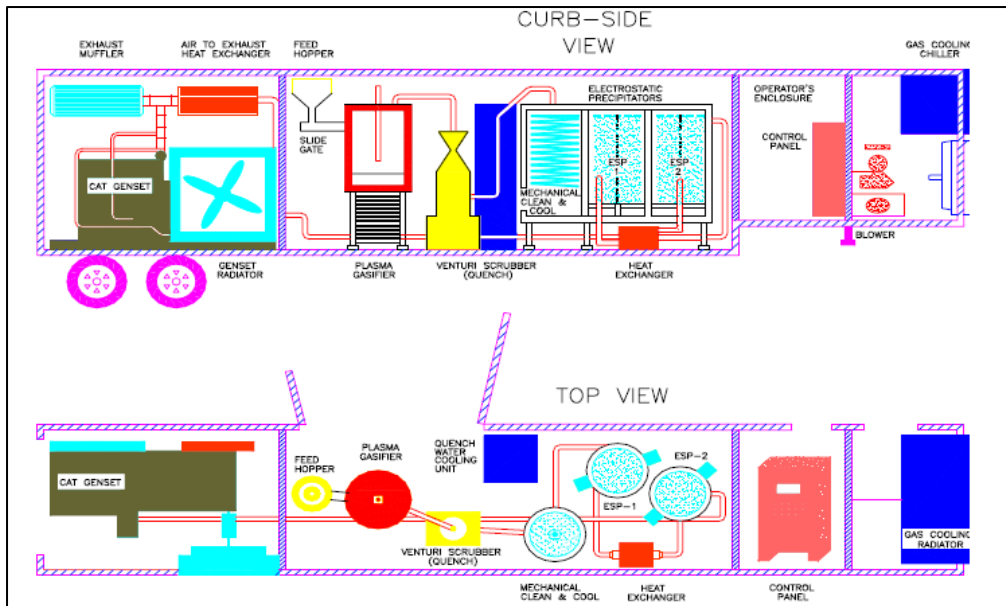 CURB-SIDE
VIEW
EXHAUST
MUFFLER
AIR TO EXHAUST
HEAT EXCHANGER
FEED
HOPPER
GAS COOLING
CHILLER
ELECTROSTATIC
PRECIPITATORS
OPERATOR'S
ENCLOSURE
SLIDE
GATE
CONTROL
PANEL
ESP
1
ESP
2
CAT GENSET
MECHANICAL
CLEAN &
COOL
BLOWER
GENSET
RADIATOR
PLASMA
GASIFIER
VENTURI SCRUBBER
(QUENCH)
HEAT
EXCHANGER
TOP VIEW
PLASMA
GASIFIER
QUENCH
WATER
COOLING
UNIT
FEED
HOPPER
ESP-2
CAT GENSET
ESP-1
GAS COOLING
RADIATOR
VENTURI SCRUBBER
(QUENCH)
MECHANICAL
CLEAN & COOL
HEAT
EXCHANGER
CONTROL
PANEL